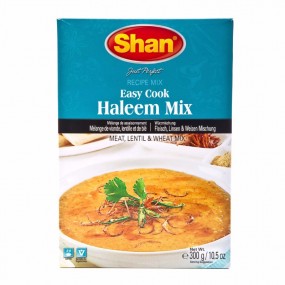 Shan
Just Perfect
RECIPE MIX
Easy Cook
Haleem Mix
Mélange de assaisonnement
Mélange de viande, lentille et de blé
Würzmischung
Fleisch, Linsen & Weizen Mischung
MEAT, LENTIL & WHEAT MIX
Net Wt.
e 300 g / 10.5 oz